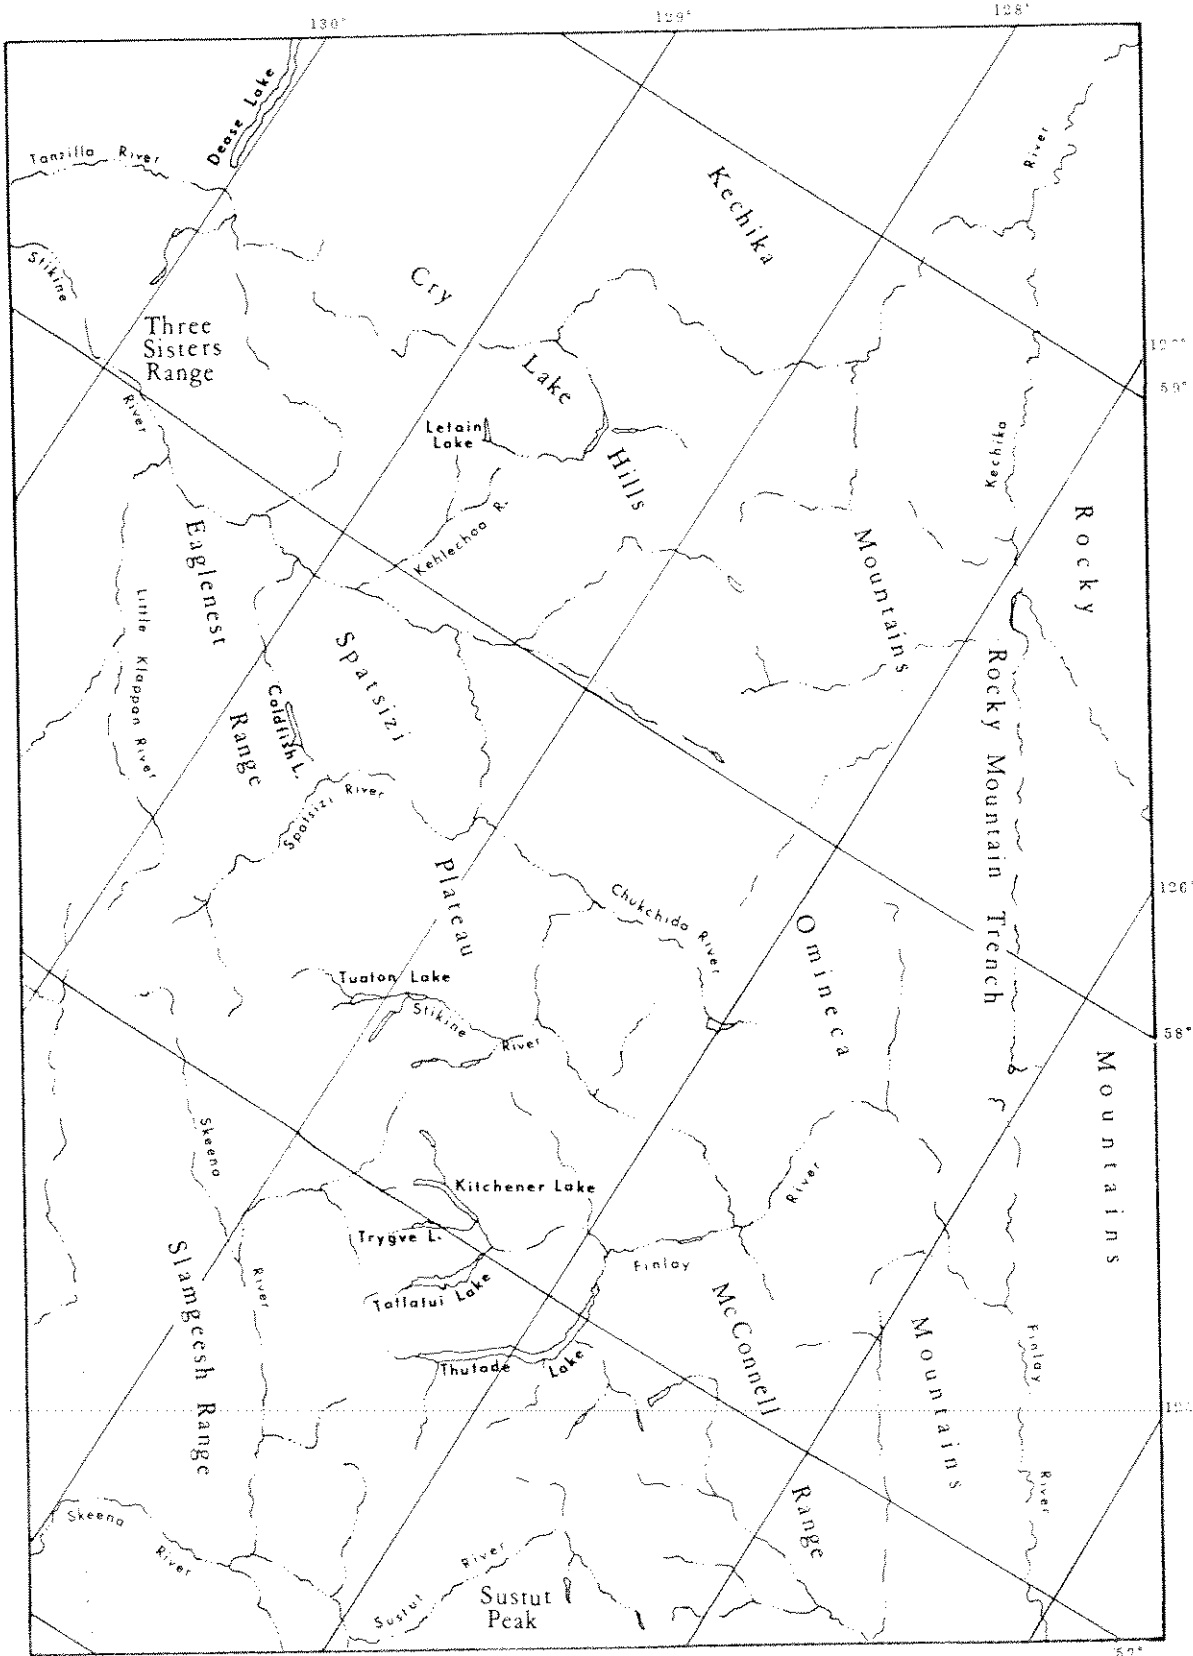 130°
129°
128°
Dease Lake
Tanzilla River
River
Kechika
Stikine
Cry
Three
Sisters
Range
59°
River
Lake
Letain
Lake
Hills
Kechika
Rocky
Eaglenest
Kehlechoa R.
Mountains
Little Klappan River
Spatsizi
Rocky Mountain Trench
Range
Coldfish L.
Spatsizi River
Plateau
Chukchida River
126°
Omineca
Tuaton Lake
Stikine
River
58°
Mountains
Skeena
Kitchener Lake
River
Trygve L.
Slamgeesh Range
River
Finlay
Tatlatui Lake
McConnell
Mountains
Finlay
Thutade Lake
Range
River
Skeena
River
Sustut River
Sustut
Peak
57°